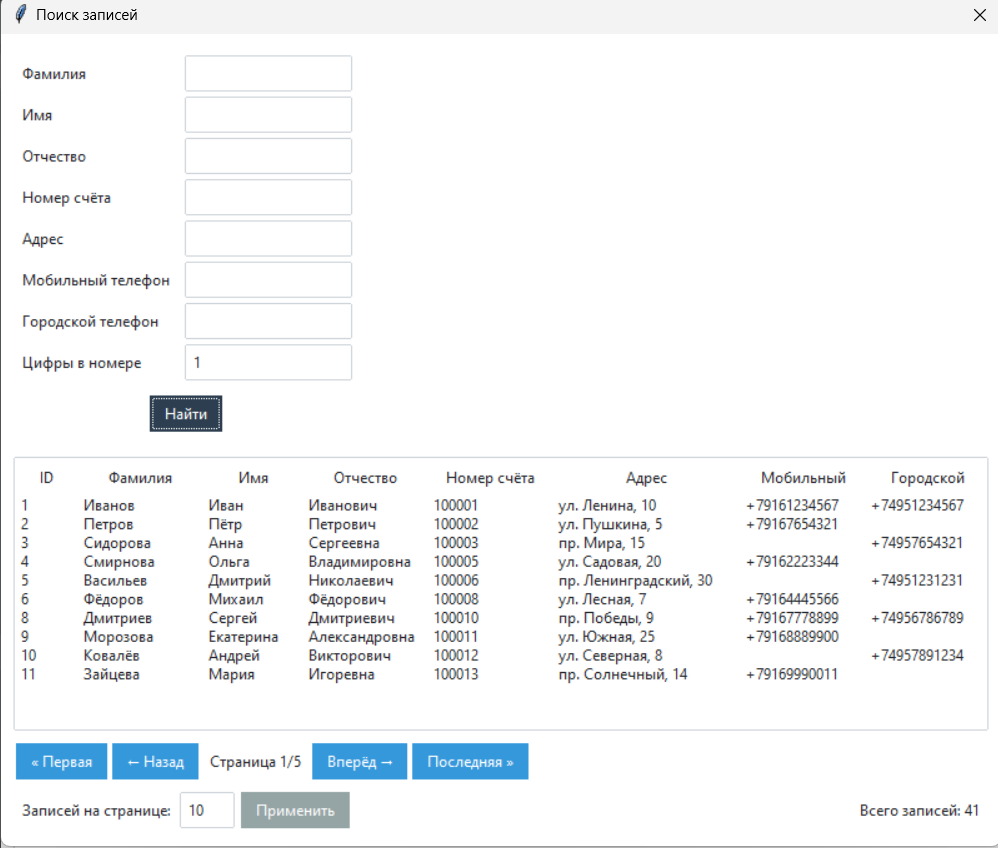 Поиск записей
Фамилия
Имя
Отчество
Номер счёта
Адрес
Мобильный телефон
Городской телефон
Цифры в номере 1
Найти
ID Фамилия Имя Отчество Номер счёта Адрес Мобильный Городской
1 Иванов Иван Иванович 100001 ул. Ленина, 10 +79161234567 +74951234567
2 Петров Пётр Петрович 100002 ул. Пушкина, 5 +79167654321
3 Сидорова Анна Сергеевна 100003 пр. Мира, 15 +74957654321
4 Смирнова Ольга Владимировна 100005 ул. Садовая, 20 +79162223344
5 Васильев Дмитрий Николаевич 100006 пр. Ленинградский, 30 +74951231231
6 Фёдоров Михаил Фёдорович 100008 ул. Лесная, 7 +79164445566
8 Дмитриев Сергей Дмитриевич 100010 пр. Победы, 9 +79167778899 +74956786789
9 Морозова Екатерина Александровна 100011 ул. Южная, 25 +79168889900
10 Ковалёв Андрей Викторович 100012 ул. Северная, 8 +74957891234
11 Зайцева Мария Игоревна 100013 пр. Солнечный, 14 +79169990011
« Первая ← Назад Страница 1/5 Вперёд → Последняя »
Записей на странице: 10 Применить Всего записей: 41